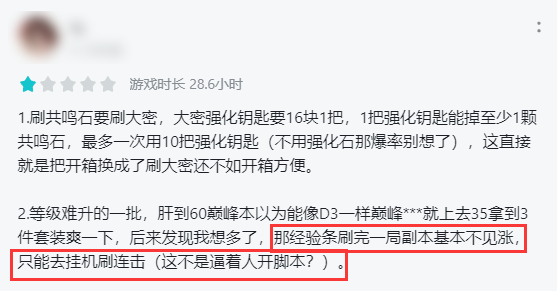 游戏时长 28.6小时
1.刷共鸣石要刷大密，大密强化钥匙要16块1把，1把强化钥匙能掉至少1颗
共鸣石，最多一次用10把强化钥匙（不用强化石那爆率别想了），这直接
就是把开箱换成了刷大密还不如开箱方便。
2.等级难升的一批，肝到60巅峰本以为能像D3一样巅峰***就上去35拿到3
件套装爽一下，后来发现我想多了，那经验条刷完一局副本基本不见涨，
只能去挂机刷连击（这不是逼着人开脚本？）。